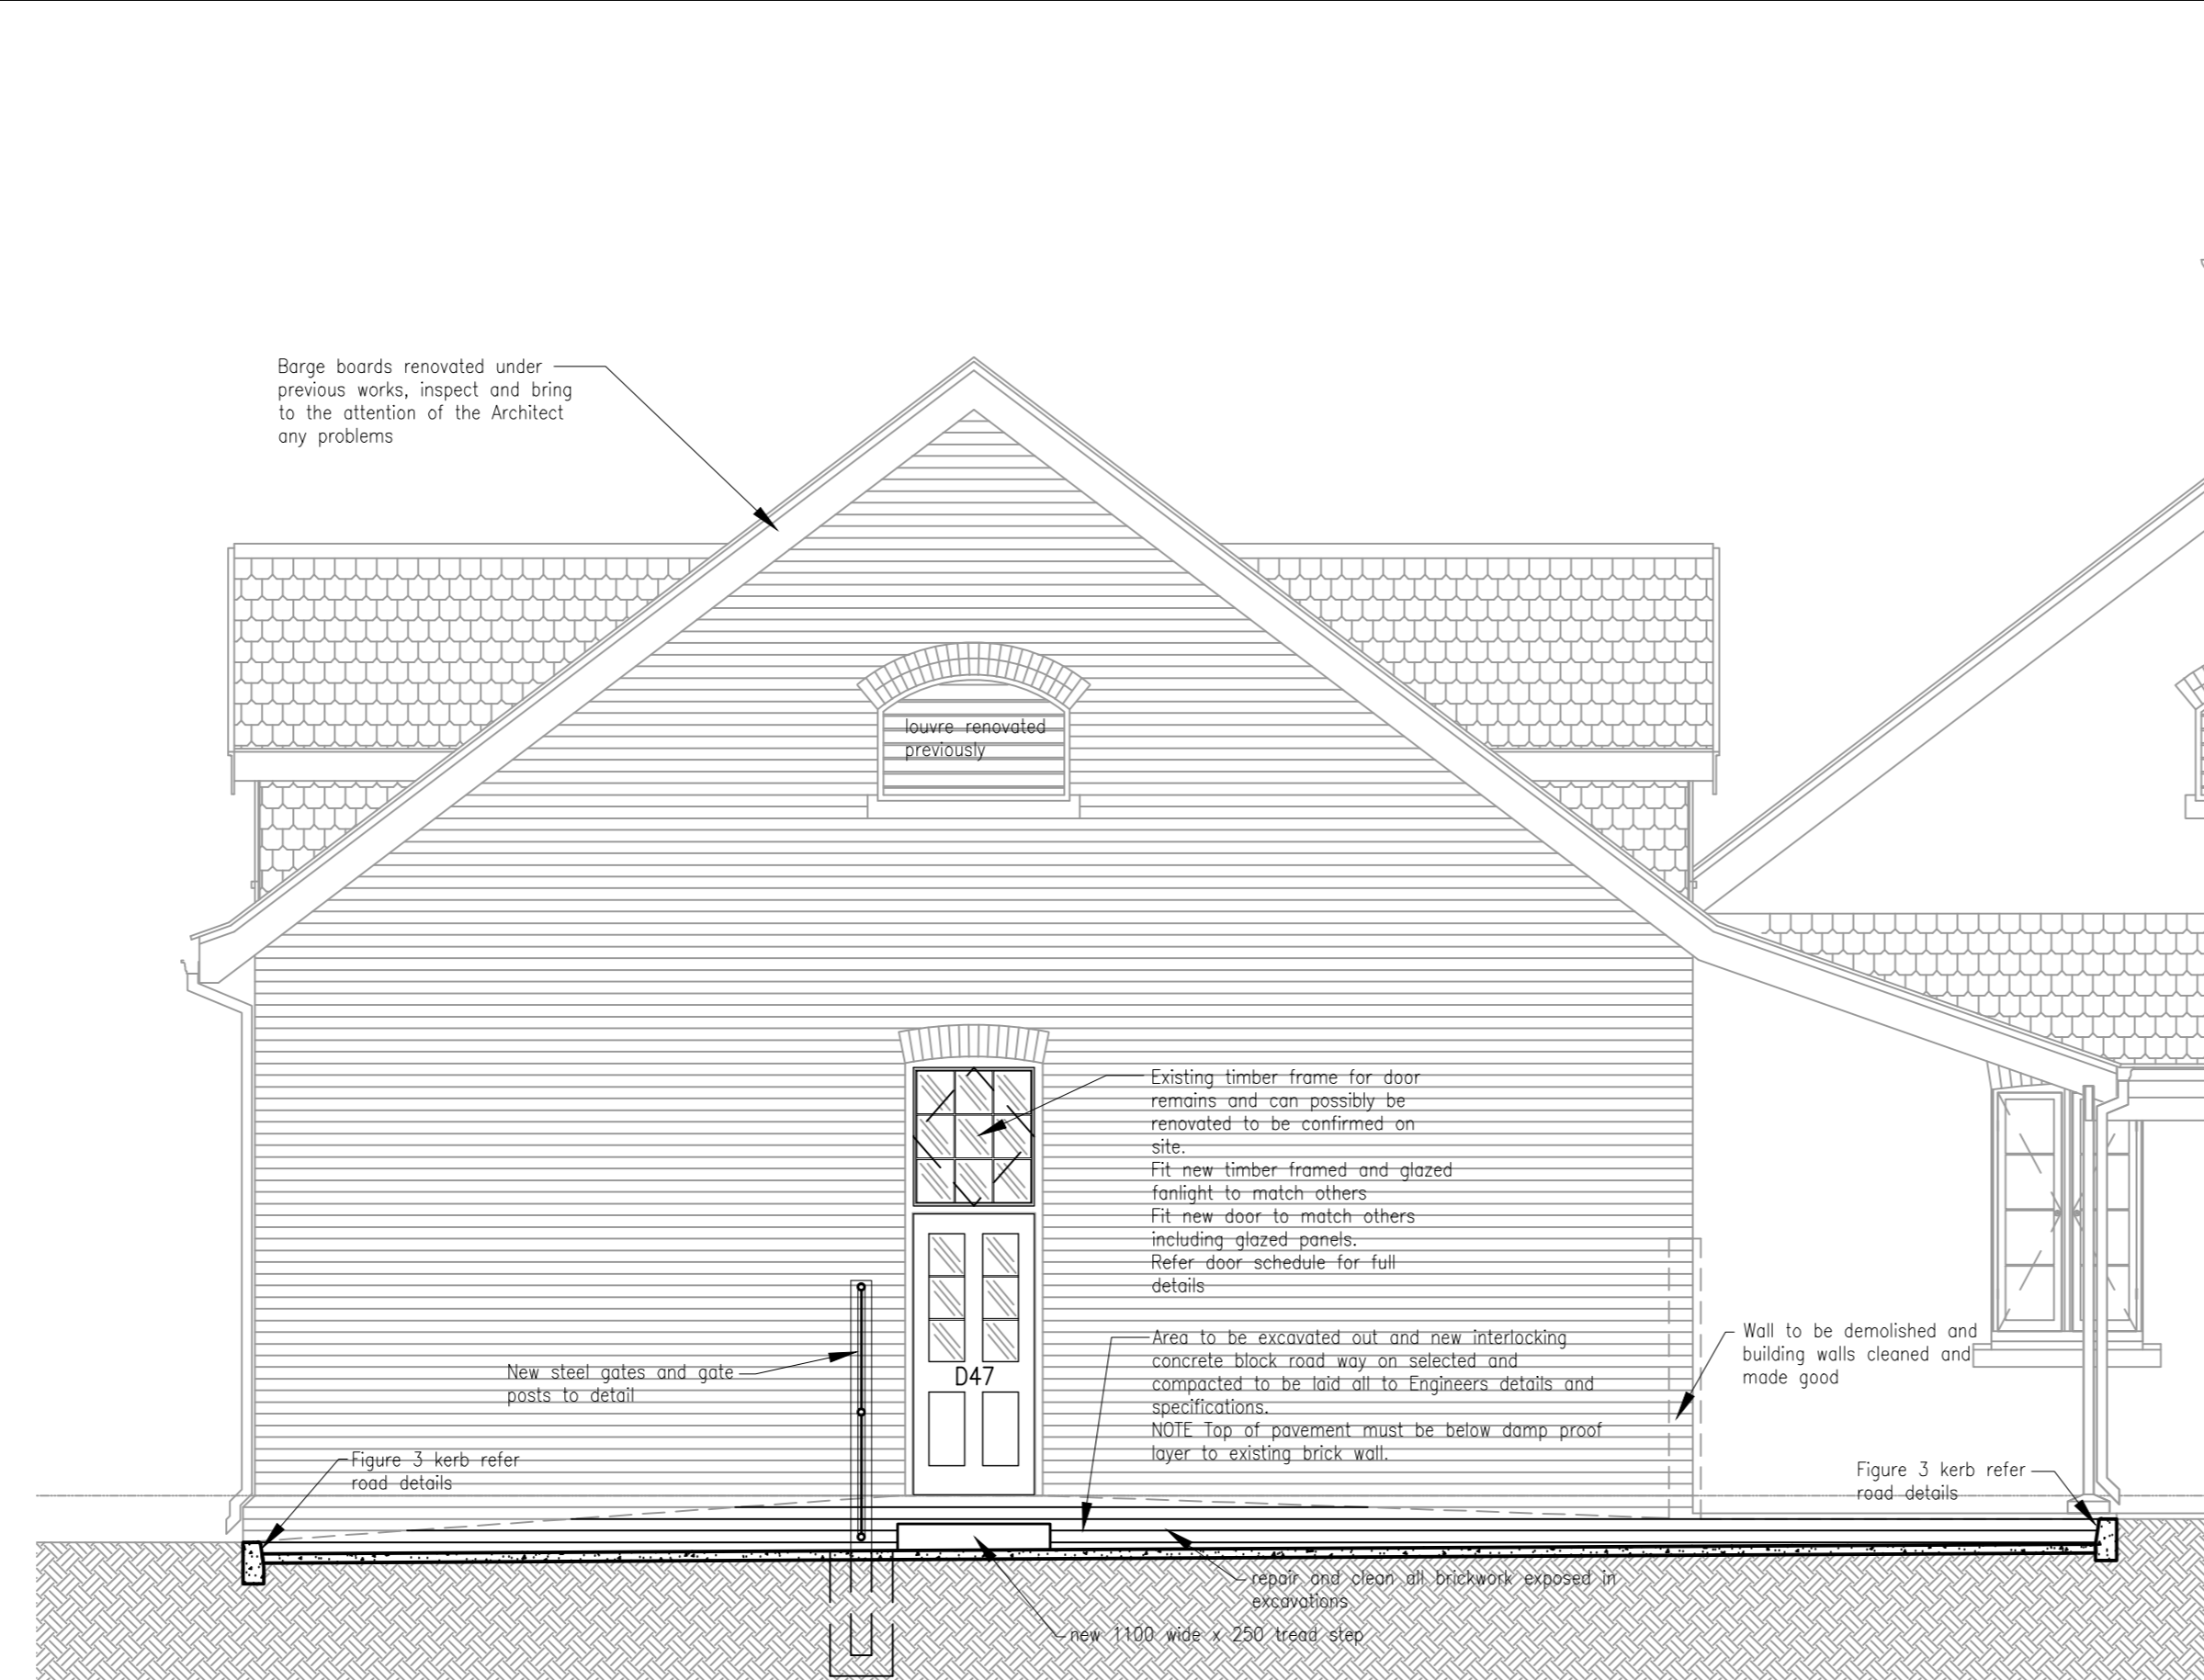 Barge boards renovated under
previous works, inspect and bring
to the attention of the Architect
any problems
louvre renovated
previously
Existing timber frame for door
remains and can possibly be
renovated to be confirmed on
site.
Fit new timber framed and glazed
fanlight to match others
Fit new door to match others
including glazed panels.
Refer door schedule for full
details
Area to be excavated out and new interlocking
concrete block road way on selected and
compacted to be laid all to Engineers details and
specifications.
NOTE Top of pavement must be below damp proof
layer to existing brick wall.
Wall to be demolished and
building walls cleaned and
made good
New steel gates and gate
posts to detail
D47
Figure 3 kerb refer
road details
Figure 3 kerb refer
road details
repair and clean all brickwork exposed in
excavations
new 1100 wide x 250 tread step